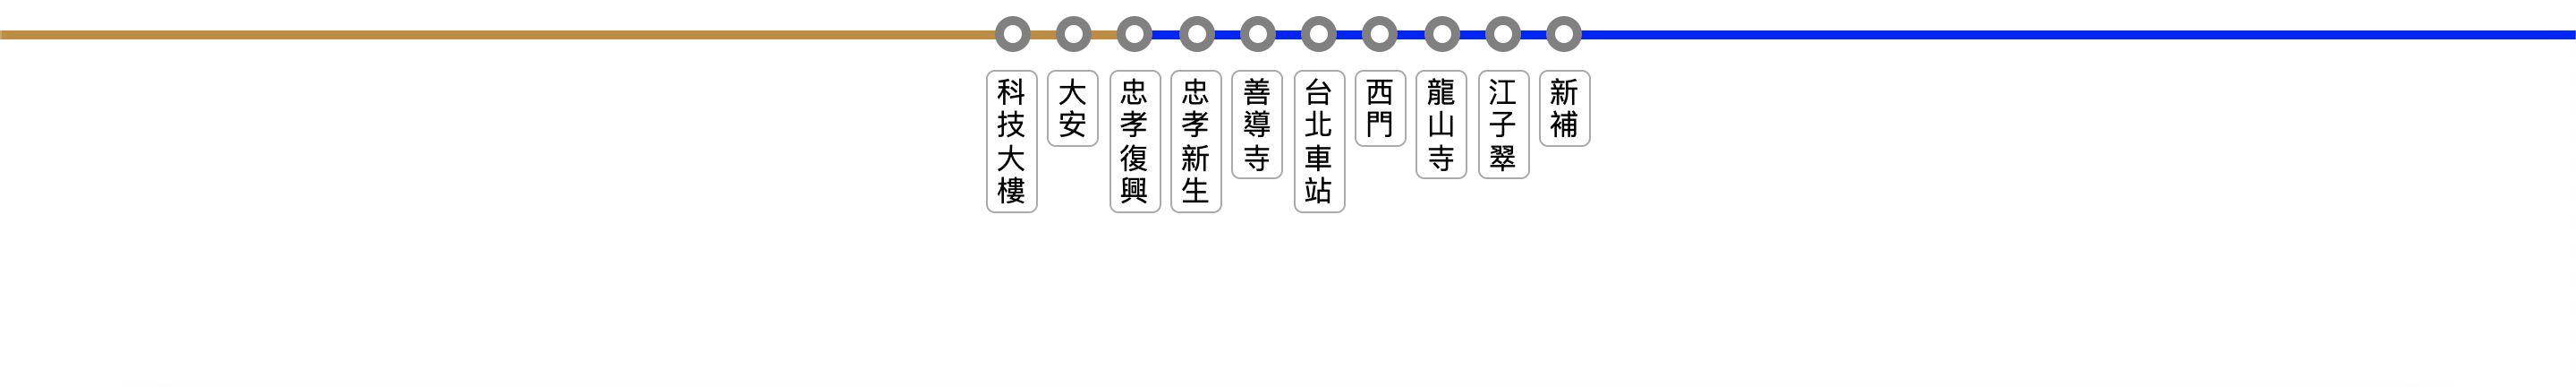 科技大樓
大安
忠孝復興
忠孝新生
善導寺
台北車站
西門
龍山寺
江子翠
新補